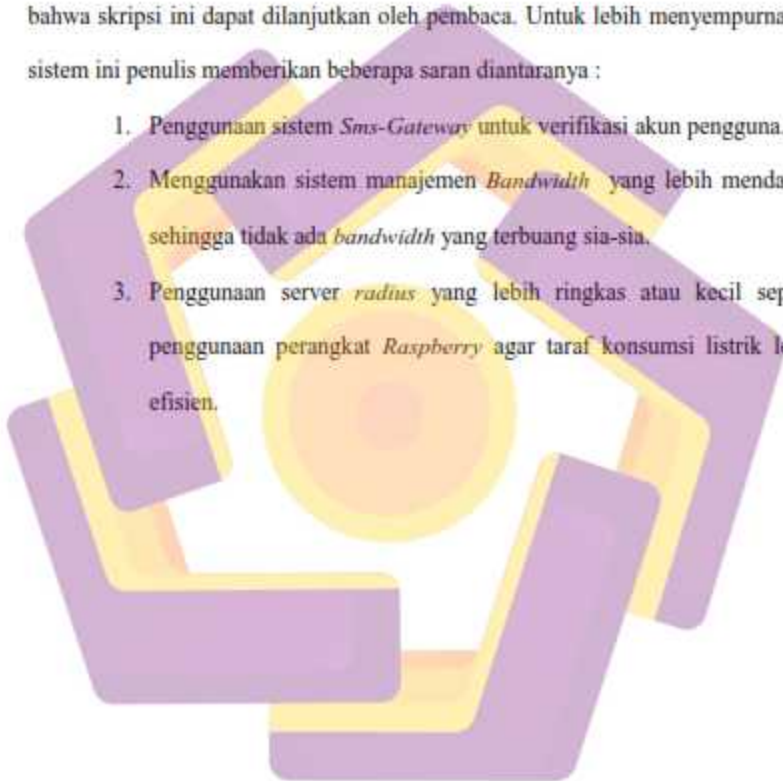 bahwa skripsi ini dapat dilanjutkan oleh pembaca. Untuk lebih menyempurna
sistem ini penulis memberikan beberapa saran diantaranya :
1. Penggunaan sistem Sms-Gateway untuk verifikasi akun pengguna.
2. Menggunakan sistem manajemen Bandwidth yang lebih menda
sehingga tidak ada bandwidth yang terbuang sia-sia.
3. Penggunaan server radius yang lebih ringkas atau kecil sep
penggunaan perangkat Raspberry agar taraf konsumsi listrik l
efisien.